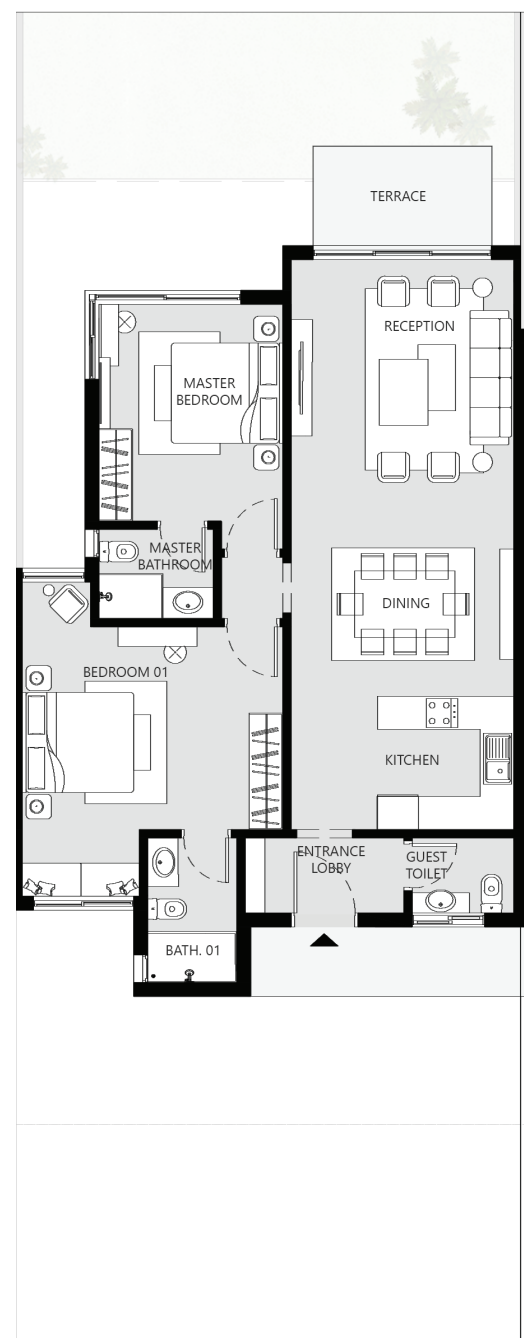 TERRACE
RECEPTION
MASTER
BEDROOM
MASTER
BATHROOM
DINING
BEDROOM 01
KITCHEN
ENTRANCE
LOBBY
GUEST
TOILET
BATH. 01